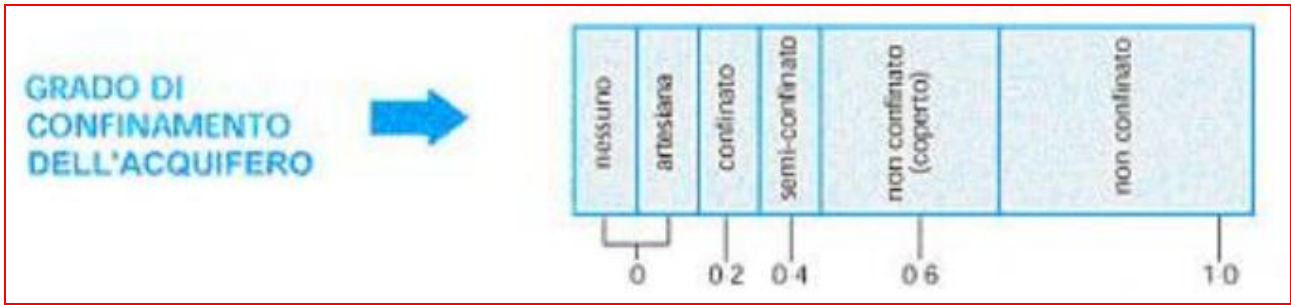 GRADO DI
CONFINAMENTO
DELL'ACQUIFERO
nessuno
artesiana
confinato
semi-confinato
non confinato
(coperto)
non confinato
0
0·2
0·4
0·6
1·0